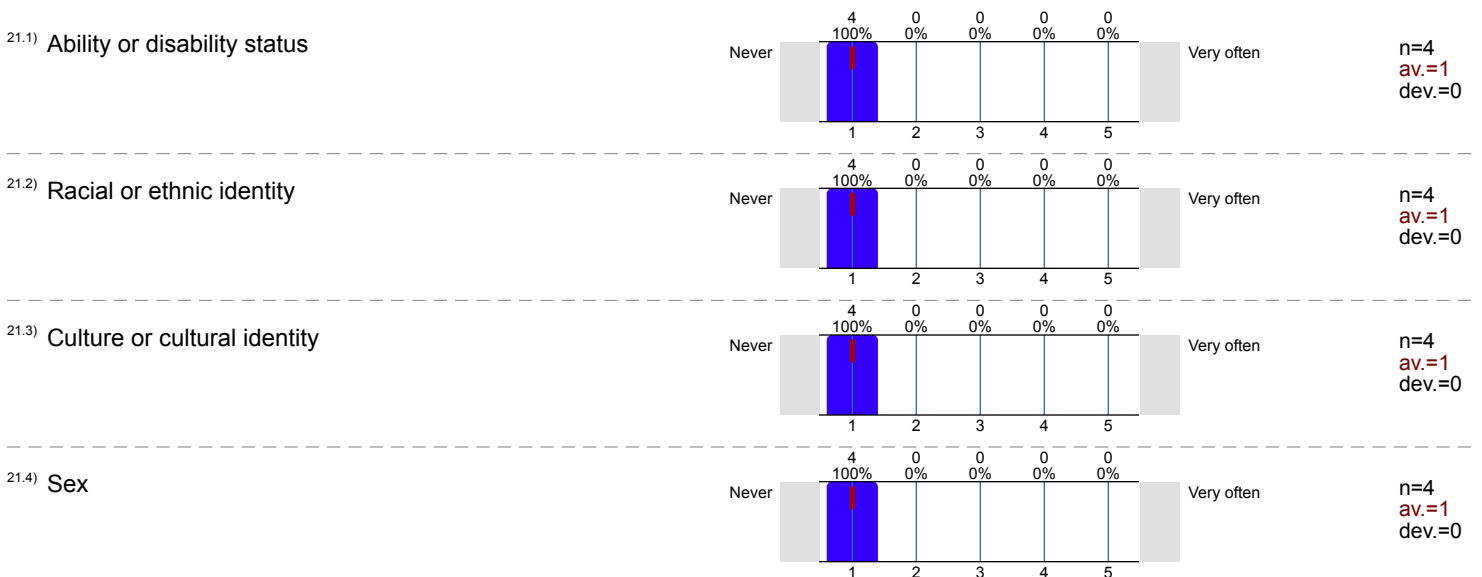 4 0 0 0 0
100% 0% 0% 0% 0%
21.1) Ability or disability status
Never
Very often
n=4
av.=1
dev.=0
1 2 3 4 5
4 0 0 0 0
100% 0% 0% 0% 0%
21.2) Racial or ethnic identity
Never
Very often
n=4
av.=1
dev.=0
1 2 3 4 5
4 0 0 0 0
100% 0% 0% 0% 0%
21.3) Culture or cultural identity
Never
Very often
n=4
av.=1
dev.=0
1 2 3 4 5
4 0 0 0 0
100% 0% 0% 0% 0%
21.4) Sex
Never
Very often
n=4
av.=1
dev.=0
1 2 3 4 5